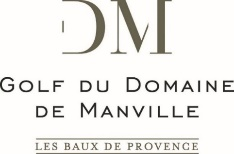 DM
GOLF DU DOMAINE
DE MANVILLE
LES BAUX DE PROVENCE